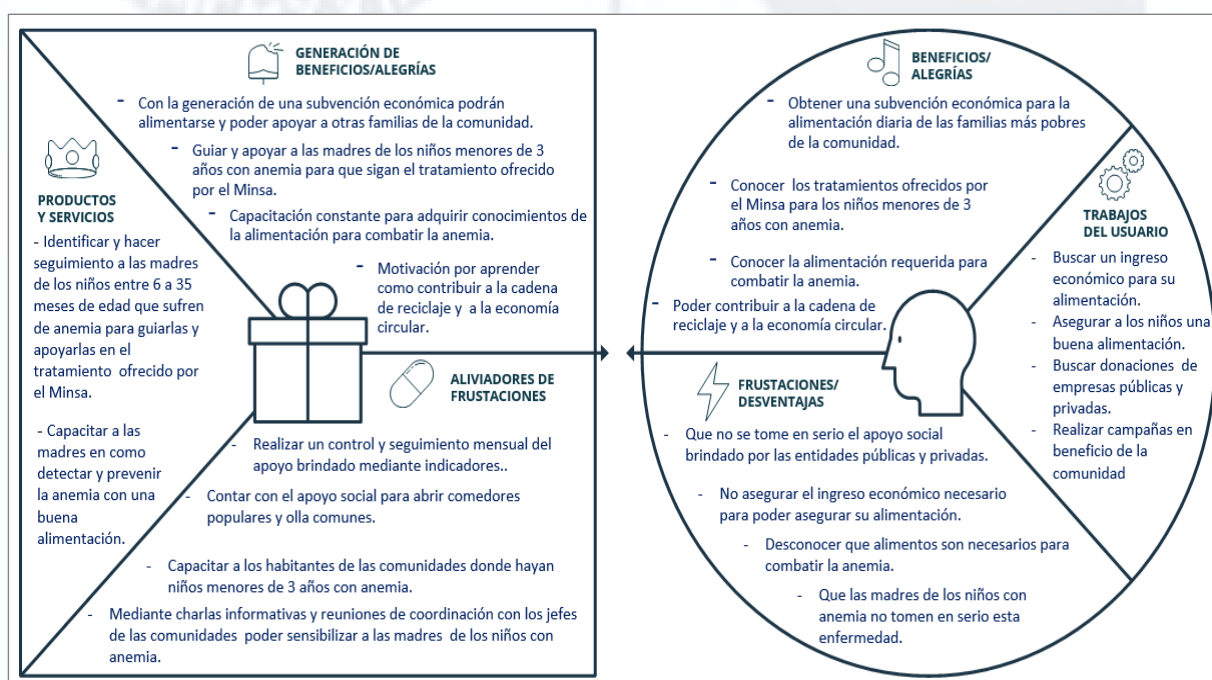 GENERACIÓN DE
BENEFICIOS/ALEGRÍAS
- Con la generación de una subvención económica podrán
alimentarse y poder apoyar a otras familias de la comunidad.
- Guiar y apoyar a las madres de los niños menores de 3
años con anemia para que sigan el tratamiento ofrecido
por el Minsa.
- Capacitación constante para adquirir conocimientos de
la alimentación para combatir la anemia.
- Motivación por aprender
como contribuir a la cadena
de reciclaje y a la economía
circular.
PRODUCTOS
Y SERVICIOS
- Identificar y hacer
seguimiento a las madres
de los niños entre 6 a 35
meses de edad que sufren
de anemia para guiarlas y
apoyarlas en el
tratamiento ofrecido por
el Minsa.
- Capacitar a las
madres en como
detectar y prevenir
la anemia con una
buena
alimentación.
ALIVIADORES DE
FRUSTACIONES
- Realizar un control y seguimiento mensual del
apoyo brindado mediante indicadores..
- Contar con el apoyo social para abrir comedores
populares y olla comunes.
- Capacitar a los habitantes de las comunidades donde hayan
niños menores de 3 años con anemia.
- Mediante charlas informativas y reuniones de coordinación con los jefes
de las comunidades poder sensibilizar a las madres de los niños con
anemia.
BENEFICIOS/
ALEGRÍAS
- Obtener una subvención económica para la
alimentación diaria de las familias más pobres
de la comunidad.
- Conocer los tratamientos ofrecidos por
el Minsa para los niños menores de 3
años con anemia.
- Conocer la alimentación requerida para
combatir la anemia.
- Poder contribuir a la cadena de
reciclaje y a la economía circular.
TRABAJOS
DEL USUARIO
- Buscar un ingreso
económico para su
alimentación.
- Asegurar a los niños una
buena alimentación.
- Buscar donaciones de
empresas públicas y
privadas.
- Realizar campañas en
beneficio de la
comunidad
FRUSTACIONES/
DESVENTAJAS
- Que no se tome en serio el apoyo social
brindado por las entidades públicas y privadas.
- No asegurar el ingreso económico necesario
para poder asegurar su alimentación.
- Desconocer que alimentos son necesarios para
combatir la anemia.
- Que las madres de los niños con
anemia no tomen en serio esta
enfermedad.